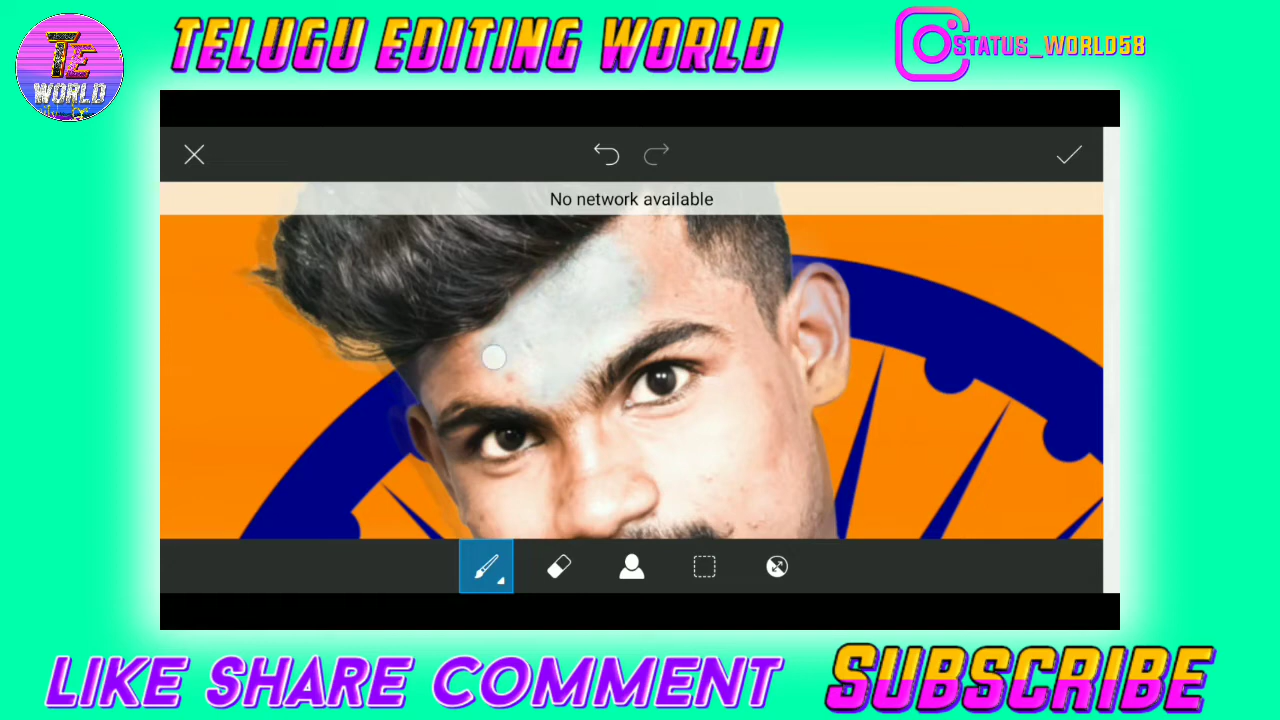 TELUGU EDITING WORLD
STATUS_WORLD58
TE
WORLD
No network available
LIKE SHARE COMMENT
SUBSCRIBE